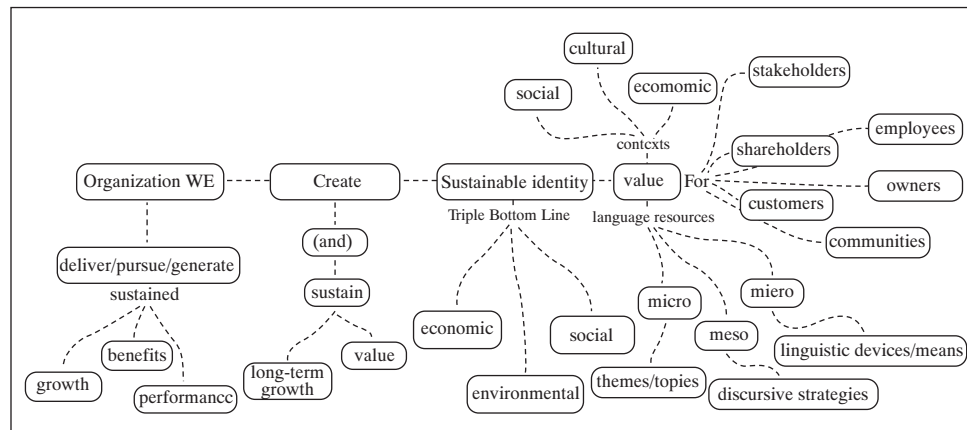 cultural
stakeholders
social
ecomomic
employees
contcxts
shareholders
Organization WE
Create
Sustainable identity
value
For
owners
customers
Triple Bottom Line
language resources
(and)
communities
deliver/pursue/generate
sustained
sustain
micro
miero
economic
social
meso
benefits
value
linguistic devices/means
growth
long-term
growth
performancc
environmental
themes/topies
discursive strategies